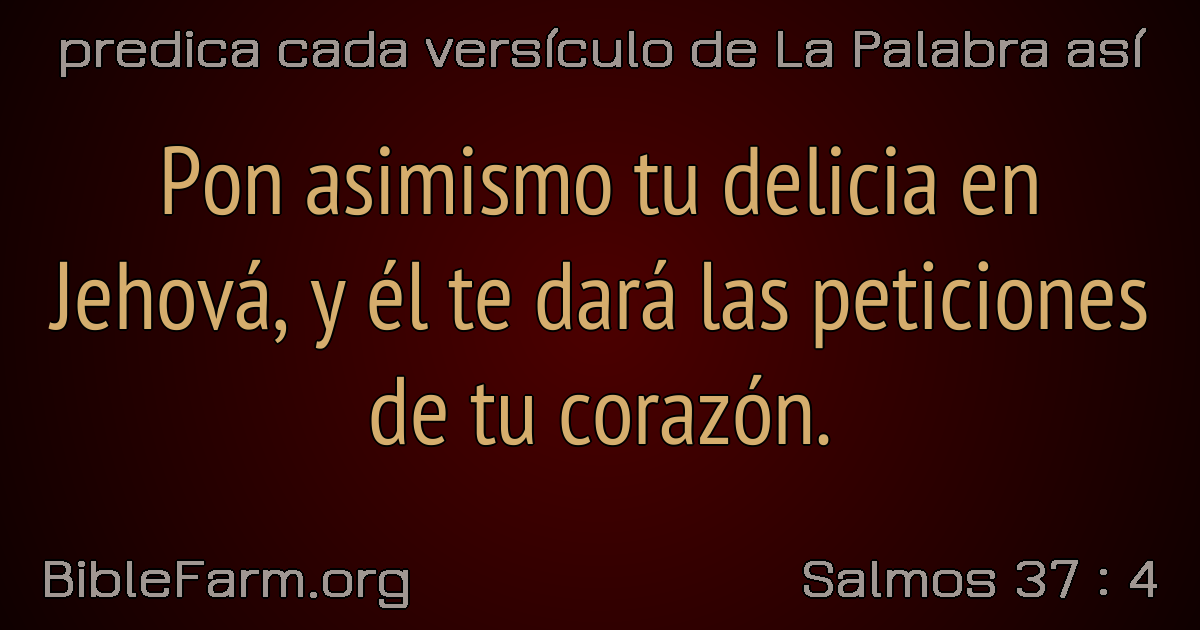 predica cada versículo de La Palabra así
Pon asimismo tu delicia en
Jehová, y él te dará las peticiones
de tu corazón.
BibleFarm.org
Salmos 37 : 4